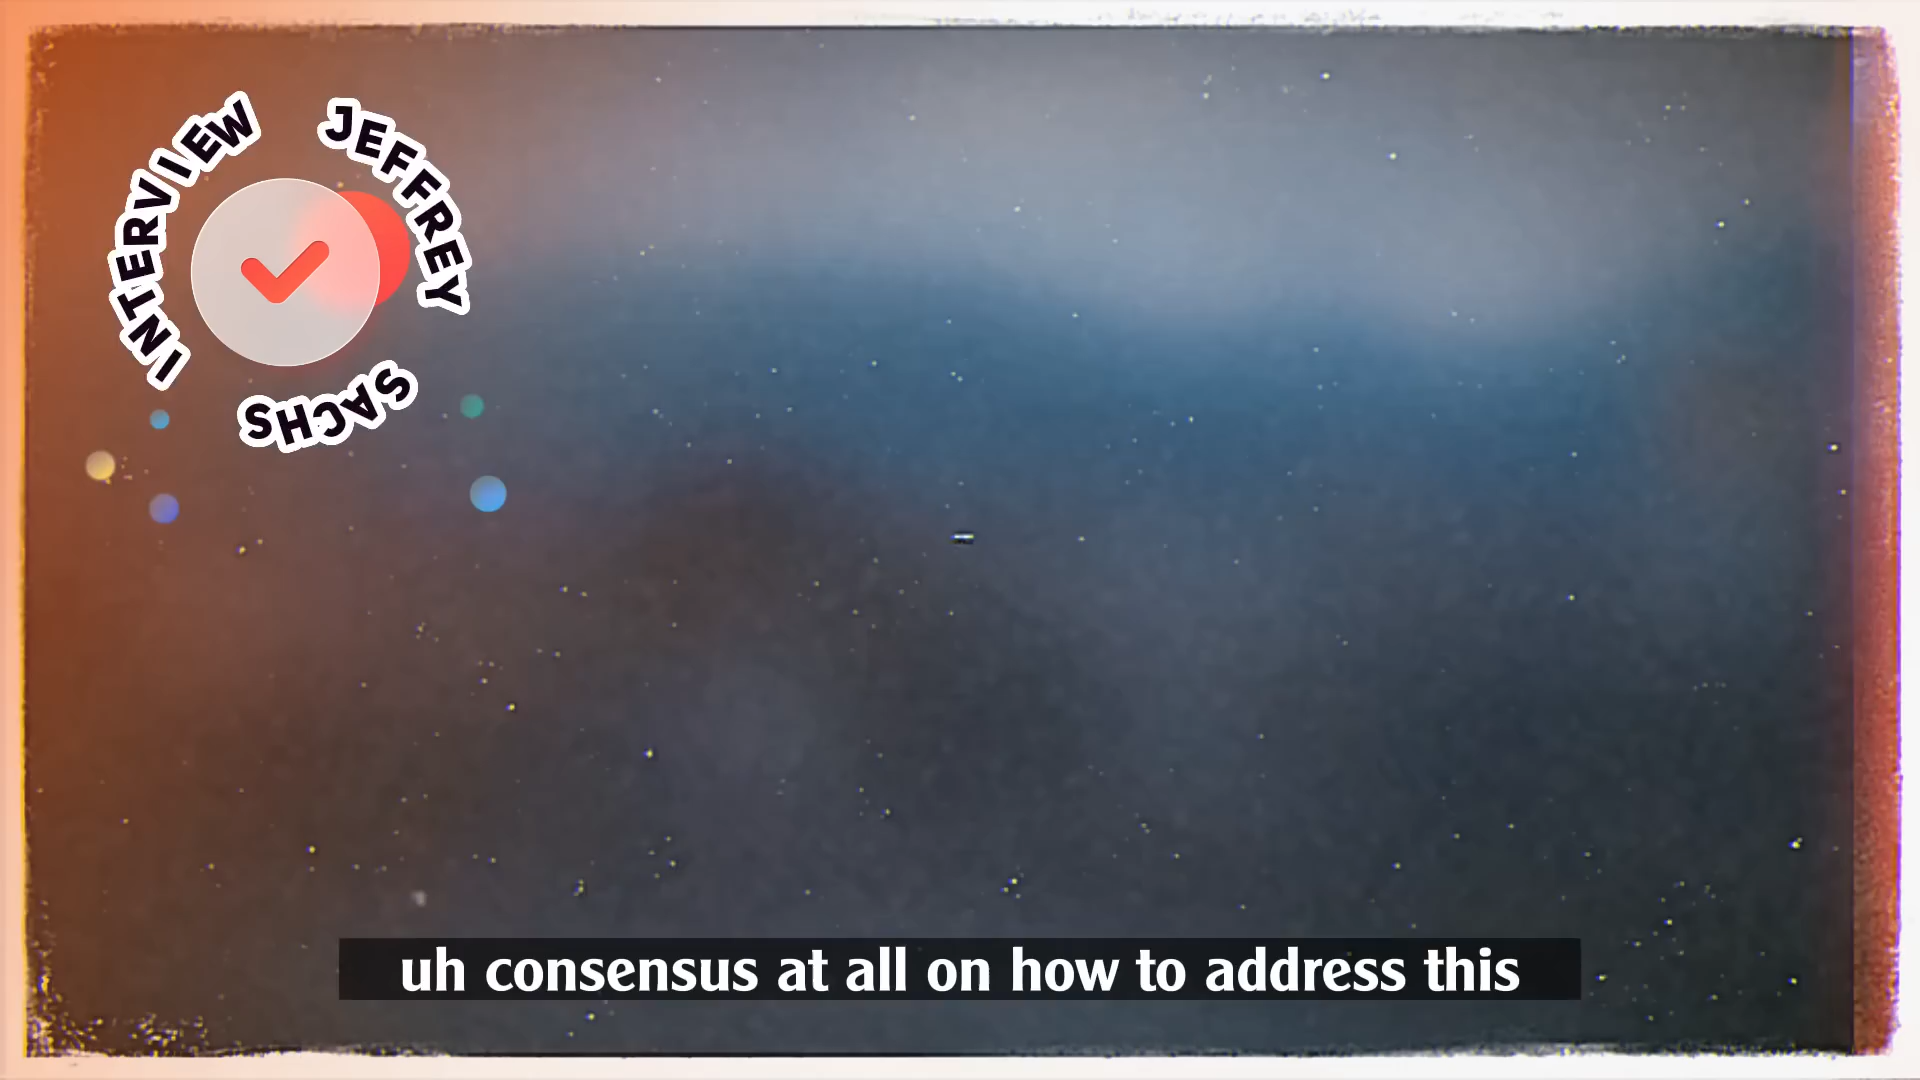 INTERVIEW JEFFREY SACHS
uh consensus at all on how to address this